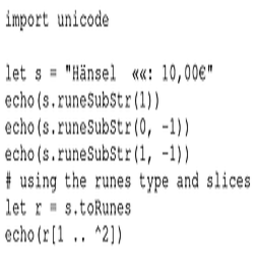 import unicode

let s = "Hänsel  ««: 10,00€"
echo(s.runeSubStr(1))
echo(s.runeSubStr(0, -1))
echo(s.runeSubStr(1, -1))
# using the runes type and slices
let r = s.toRunes
echo(r[1 .. ^2])